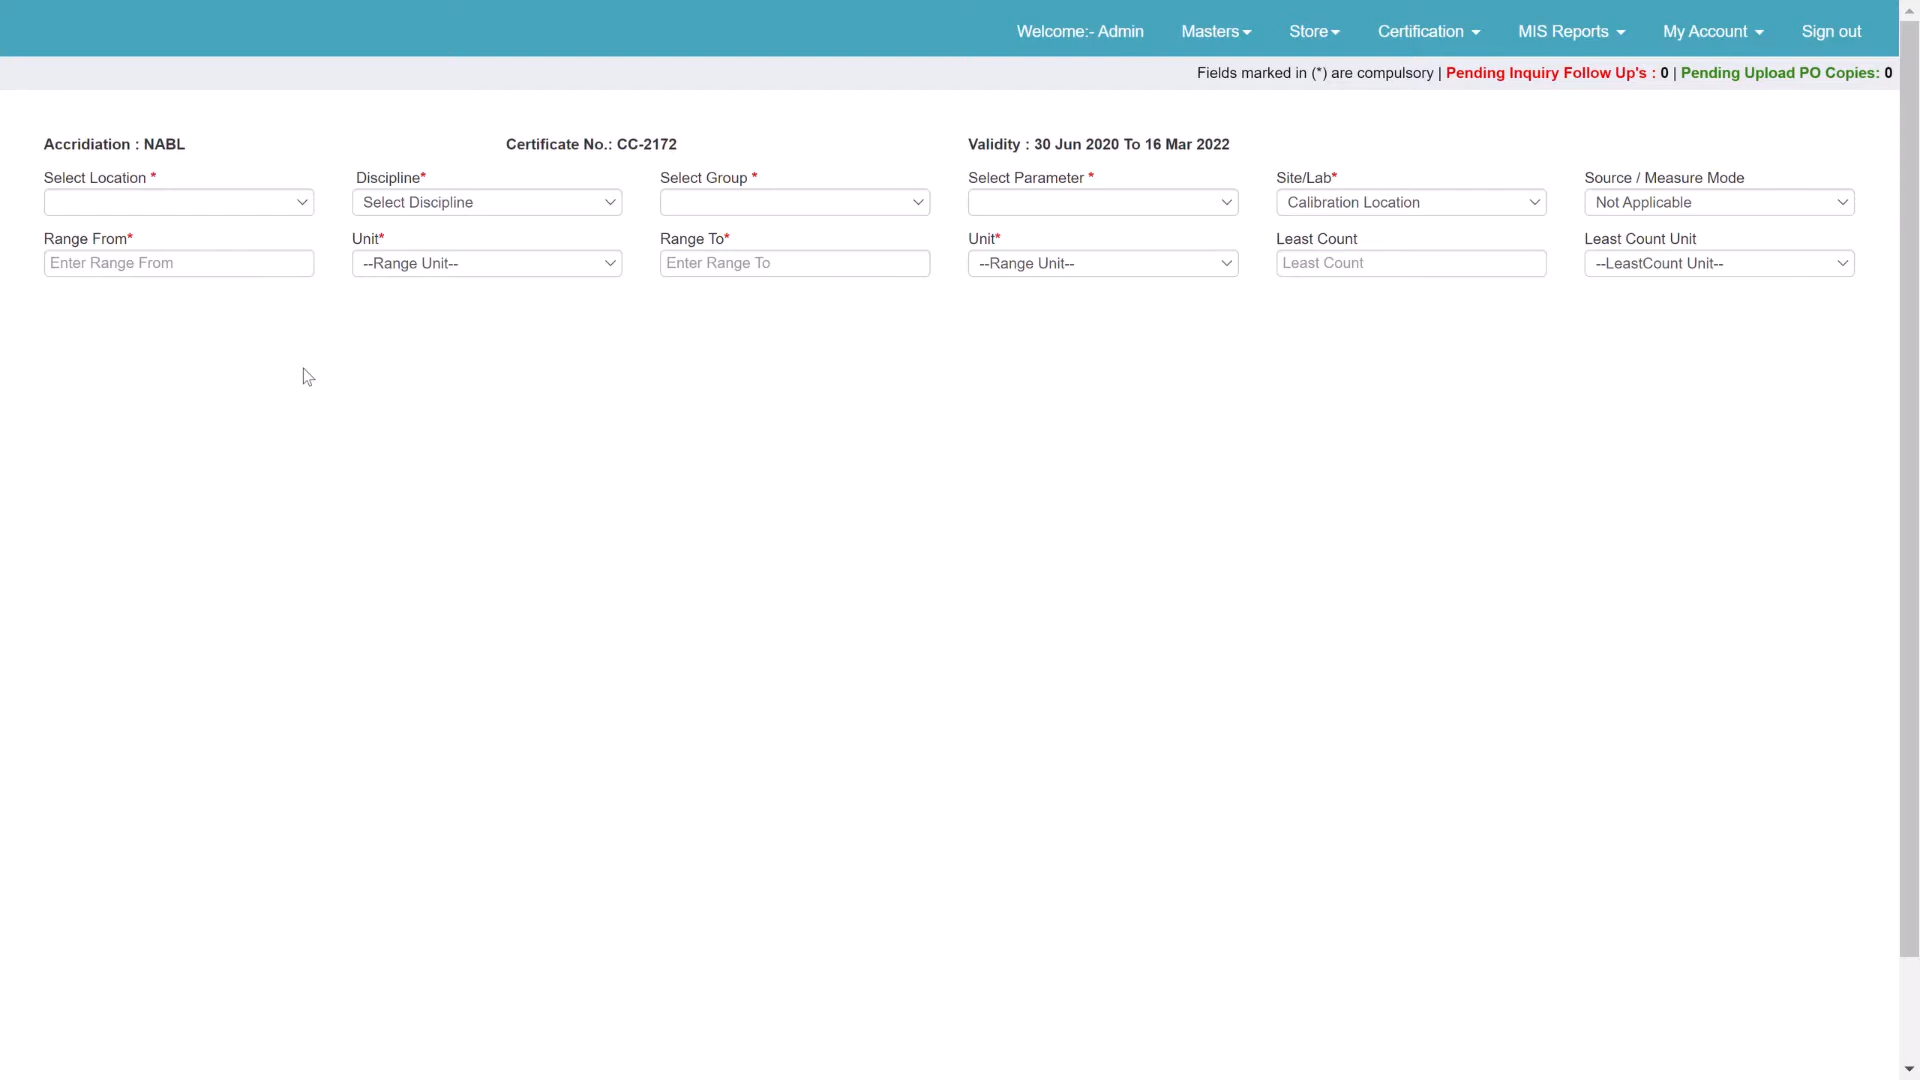 Welcome:- Admin Masters Store Certification MIS Reports My Account Sign out
Fields marked in (*) are compulsory | Pending Inquiry Follow Up's : 0 | Pending Upload PO Copies: 0
Accridiation : NABL Certificate No.: CC-2172 Validity : 30 Jun 2020 To 16 Mar 2022
Select Location * Discipline* Select Group * Select Parameter * Site/Lab* Source / Measure Mode
Select Discipline Calibration Location Not Applicable
Range From* Unit* Range To* Unit* Least Count Least Count Unit
Enter Range From --Range Unit-- Enter Range To --Range Unit-- Least Count --LeastCount Unit--